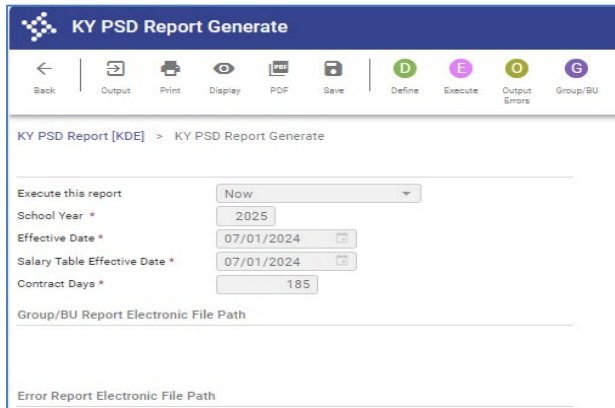 KY PSD Report Generate
Back Output Print Display PDF Save D Define E Execute O Output Errors G Group/BU
KY PSD Report [KDE] > KY PSD Report Generate
Execute this report Now
School Year * 2025
Effective Date * 07/01/2024
Salary Table Effective Date * 07/01/2024
Contract Days * 185
Group/BU Report Electronic File Path
Error Report Electronic File Path